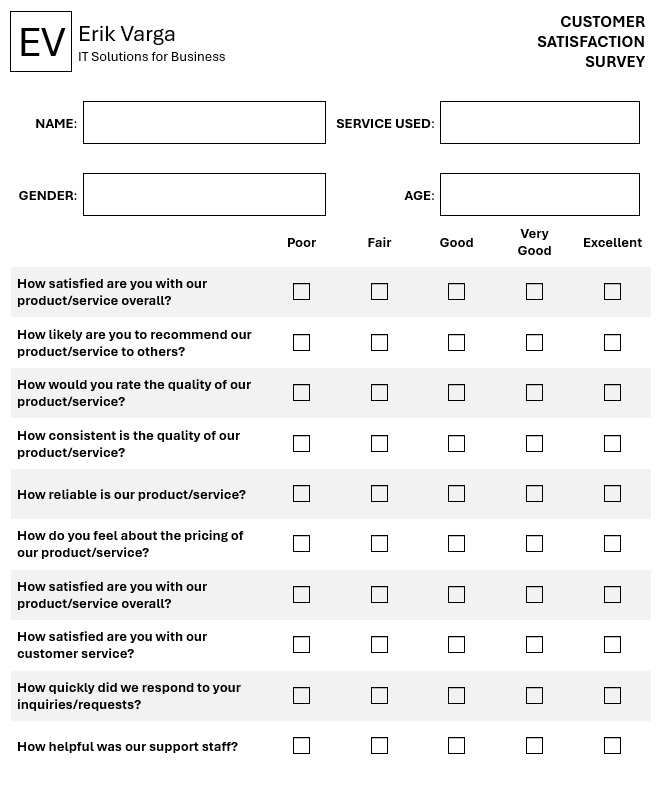 EV
Erik Varga
IT Solutions for Business
CUSTOMER
SATISFACTION
SURVEY
NAME:
SERVICE USED:
GENDER:
AGE:
Poor Fair Good Very Good Excellent
How satisfied are you with our
product/service overall?
How likely are you to recommend our
product/service to others?
How would you rate the quality of our
product/service?
How consistent is the quality of our
product/service?
How reliable is our product/service?
How do you feel about the pricing of
our product/service?
How satisfied are you with our
product/service overall?
How satisfied are you with our
customer service?
How quickly did we respond to your
inquiries/requests?
How helpful was our support staff?